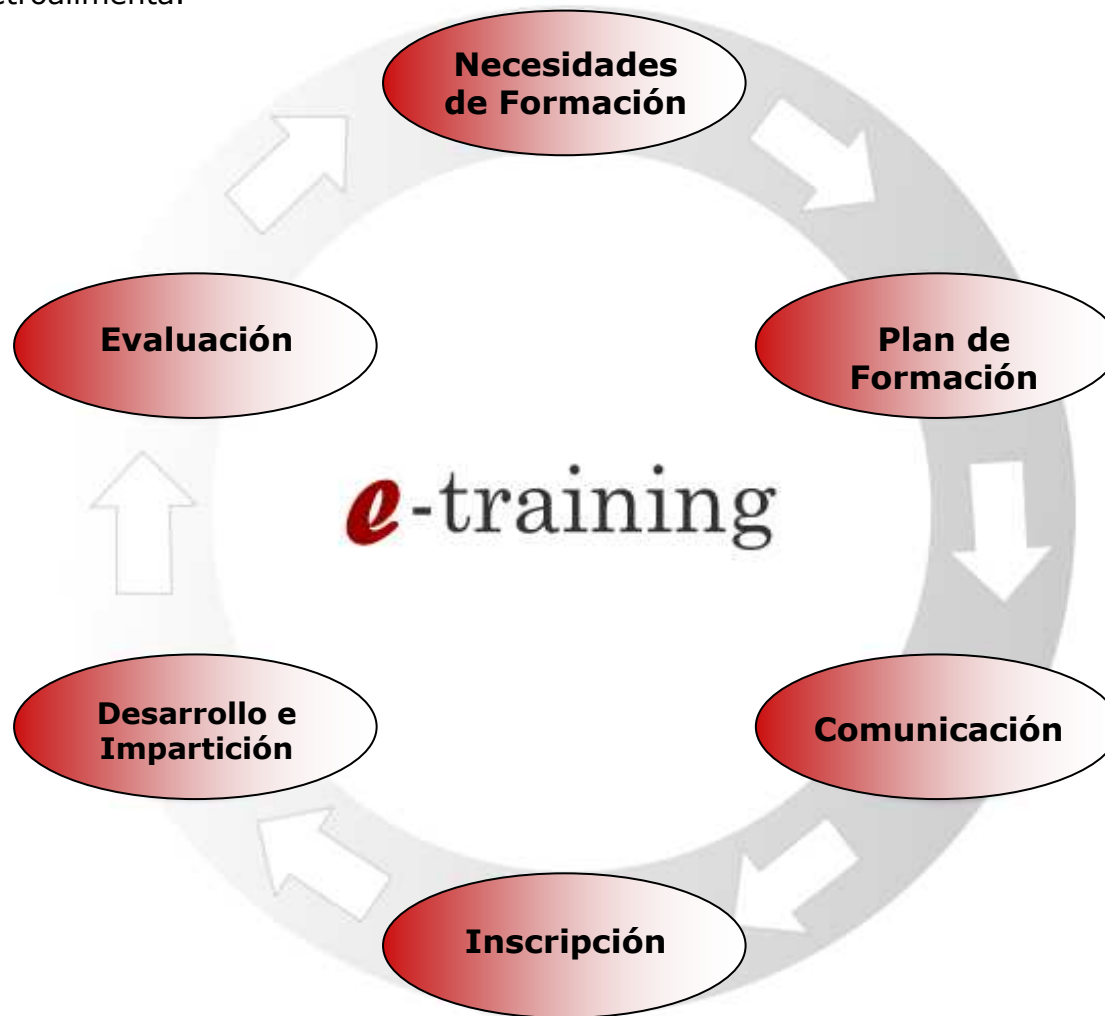 Necesidades
de Formación
Plan de
Formación
Comunicación
Inscripción
Desarrollo e
Impartición
Evaluación
e-training